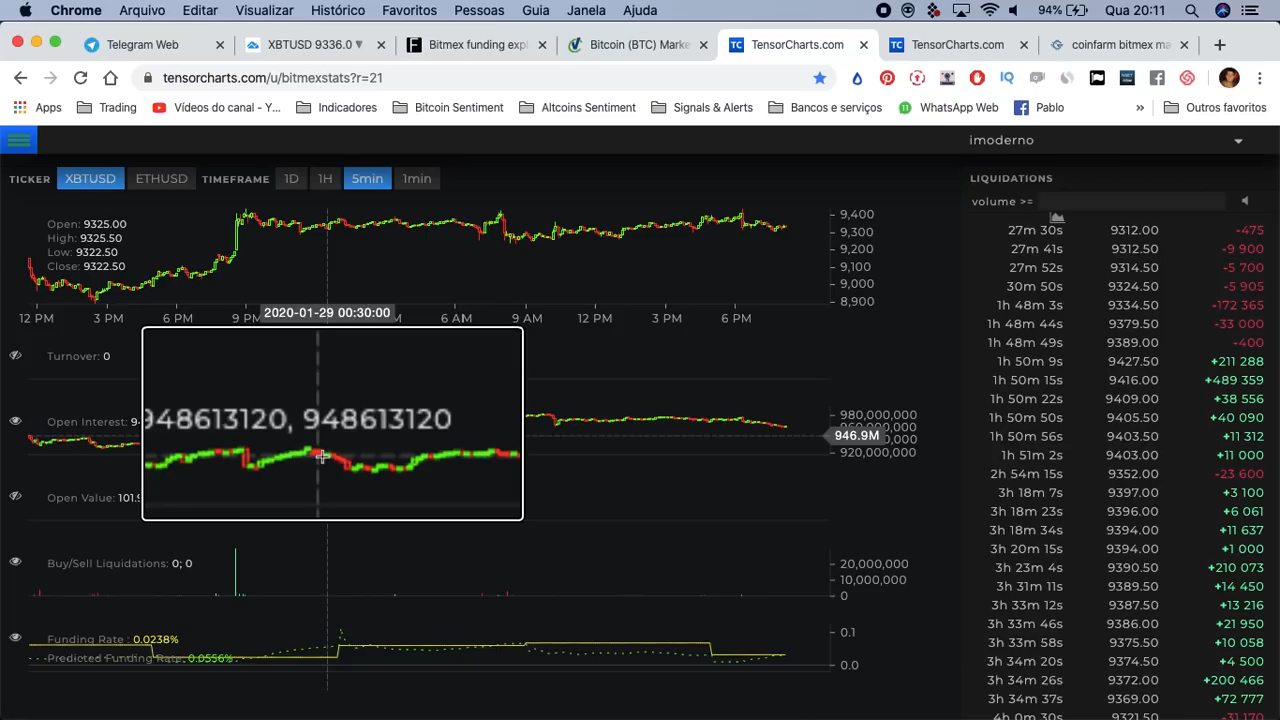 Chrome Arquivo Editar Visualizar Histórico Favoritos Pessoas Guia Janela Ajuda 94% Qua 20:11
Telegram Web XBTUSD 9336.0 Bitmex funding exp Bitcoin (BTC) Marke TensorCharts.com TensorCharts.com coinfarm bitmex ma
tensorcharts.com/u/bitmexstats?r=21
Apps Trading Vídeos do canal - Y... Indicadores Bitcoin Sentiment Altcoins Sentiment Signals & Alerts Bancos e serviços 11 WhatsApp Web Pablo » Outros favoritos
imoderno
TICKER XBTUSD ETHUSD TIMEFRAME 1D 1H 5min 1min
LIQUIDATIONS
volume >=
Open: 9325.00
High: 9325.50
Low: 9322.50
Close: 9322.50
9,400
9,300
9,200
9,100
9,000
8,900
12 PM 3 PM 6 PM 9 PM 6 AM 9 AM 12 PM 3 PM 6 PM
2020-01-29 00:30:00
Turnover: 0
Open Interest: 94
948613120, 948613120
980,000,000
946.9M
920,000,000
Open Value: 101.9
Buy/Sell Liquidations: 0; 0
20,000,000
10,000,000
0
Funding Rate : 0.0238%
Predicted Funding Rate: 0.0556%
0.1
0.0
27m 30s 9312.00 -475
27m 41s 9312.50 -9 900
27m 52s 9314.50 -5 700
30m 50s 9324.50 -5 905
1h 48m 3s 9334.50 -172 365
1h 48m 44s 9379.50 -33 000
1h 48m 49s 9389.00 -400
1h 50m 9s 9427.50 +211 288
1h 50m 15s 9416.00 +489 359
1h 50m 22s 9409.00 +38 556
1h 50m 50s 9405.50 +40 090
1h 50m 56s 9403.50 +11 312
1h 51m 2s 9403.00 +11 000
2h 54m 15s 9352.00 -23 600
3h 18m 7s 9397.00 +3 100
3h 18m 23s 9396.00 +6 061
3h 18m 34s 9394.00 +11 637
3h 20m 15s 9394.00 +1 000
3h 23m 4s 9390.50 +210 073
3h 31m 11s 9389.50 +14 450
3h 33m 12s 9387.50 +13 216
3h 33m 46s 9386.00 +21 950
3h 33m 58s 9375.50 +10 058
3h 34m 20s 9374.50 +4 500
3h 34m 26s 9372.00 +200 466
3h 34m 37s 9369.00 +72 777
4h 0m 30s 9321.50 -31 170